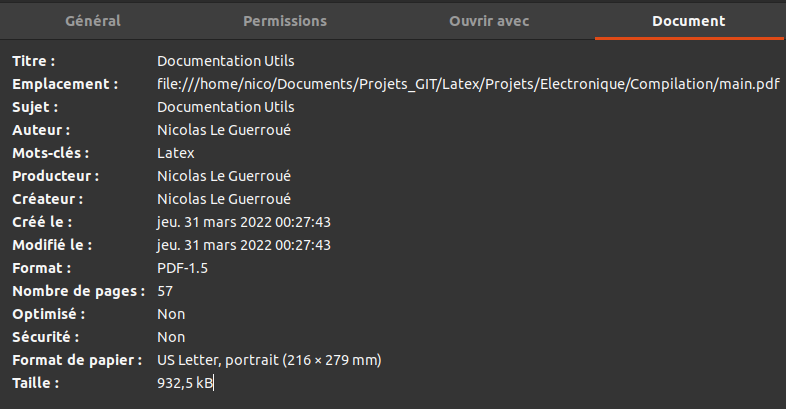 Général Permissions Ouvrir avec Document
Titre : Documentation Utils
Emplacement : file:///home/nico/Documents/Projets_GIT/Latex/Projets/Electronique/Compilation/main.pdf
Sujet : Documentation Utils
Auteur : Nicolas Le Guerroué
Mots-clés : Latex
Producteur : Nicolas Le Guerroué
Créateur : Nicolas Le Guerroué
Créé le : jeu. 31 mars 2022 00:27:43
Modifié le : jeu. 31 mars 2022 00:27:43
Format : PDF-1.5
Nombre de pages : 57
Optimisé : Non
Sécurité : Non
Format de papier : US Letter, portrait (216 × 279 mm)
Taille : 932,5 kB